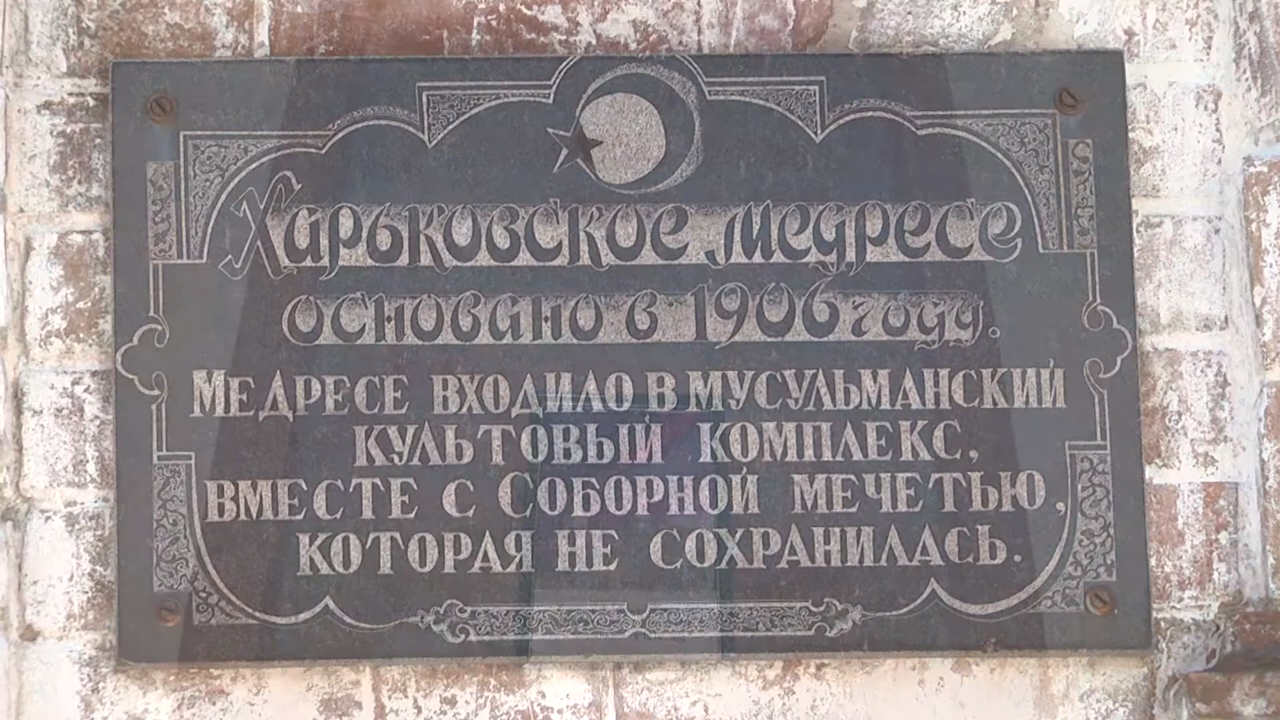 Харьковское медресе
основано в 1906 году.
Медресе входило в мусульманский
культовый комплекс,
вместе с Соборной мечетью,
которая не сохранилась.